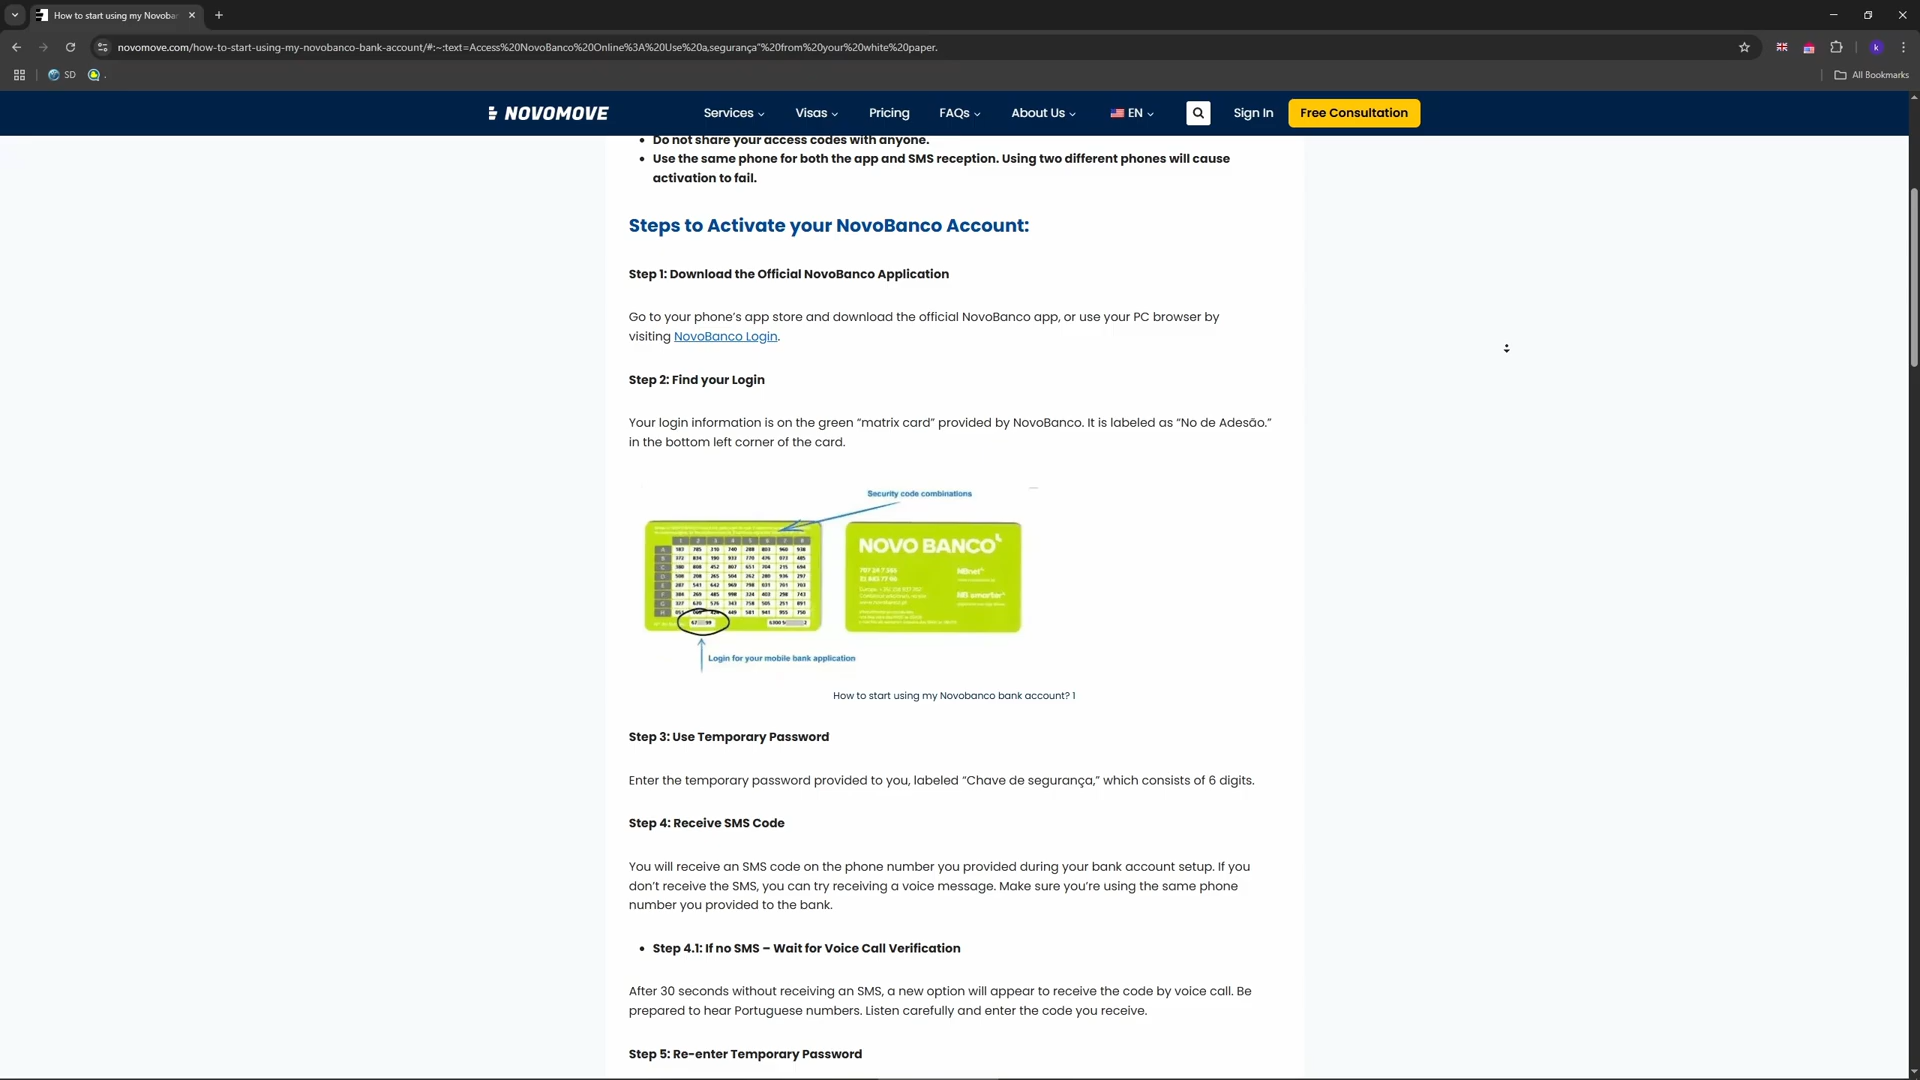 How to start using my Novoba
novomove.com/how-to-start-using-my-novobanco-bank-account/#:~:text=Access%20NovoBanco%20Online%3A%20Use%20a,segurança"%20from%20your%20white%20paper.
SD
.
All Bookmarks
NOVOMOVE
Services
Visas
Pricing
FAQs
About Us
EN
Sign In
Free Consultation
• Do not share your access codes with anyone.
• Use the same phone for both the app and SMS reception. Using two different phones will cause
activation to fail.
Steps to Activate your NovoBanco Account:
Step 1: Download the Official NovoBanco Application
Go to your phone’s app store and download the official NovoBanco app, or use your PC browser by
visiting NovoBanco Login.
Step 2: Find your Login
Your login information is on the green “matrix card” provided by NovoBanco. It is labeled as “No de Adesão.”
in the bottom left corner of the card.
Security code combinations
NOVO BANCO
NBnet
NB smarter
Login for your mobile bank application
How to start using my Novobanco bank account? 1
Step 3: Use Temporary Password
Enter the temporary password provided to you, labeled “Chave de segurança,” which consists of 6 digits.
Step 4: Receive SMS Code
You will receive an SMS code on the phone number you provided during your bank account setup. If you
don’t receive the SMS, you can try receiving a voice message. Make sure you’re using the same phone
number you provided to the bank.
• Step 4.1: If no SMS – Wait for Voice Call Verification
After 30 seconds without receiving an SMS, a new option will appear to receive the code by voice call. Be
prepared to hear Portuguese numbers. Listen carefully and enter the code you receive.
Step 5: Re-enter Temporary Password